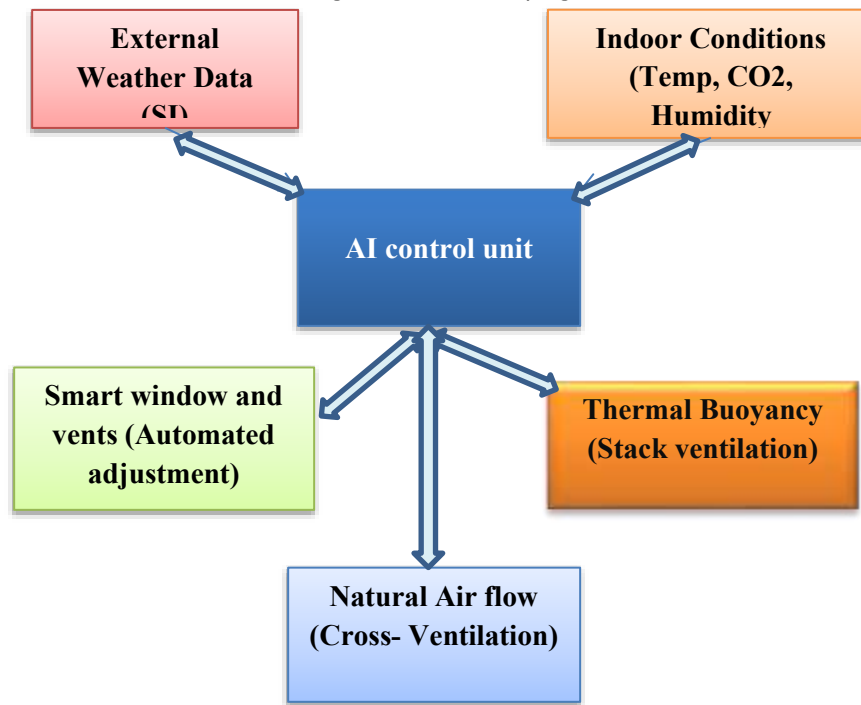 External
Weather Data
(SI)
Indoor Conditions
(Temp, CO2,
Humidity
AI control unit
Smart window and
vents (Automated
adjustment)
Thermal Buoyancy
(Stack ventilation)
Natural Air flow
(Cross- Ventilation)